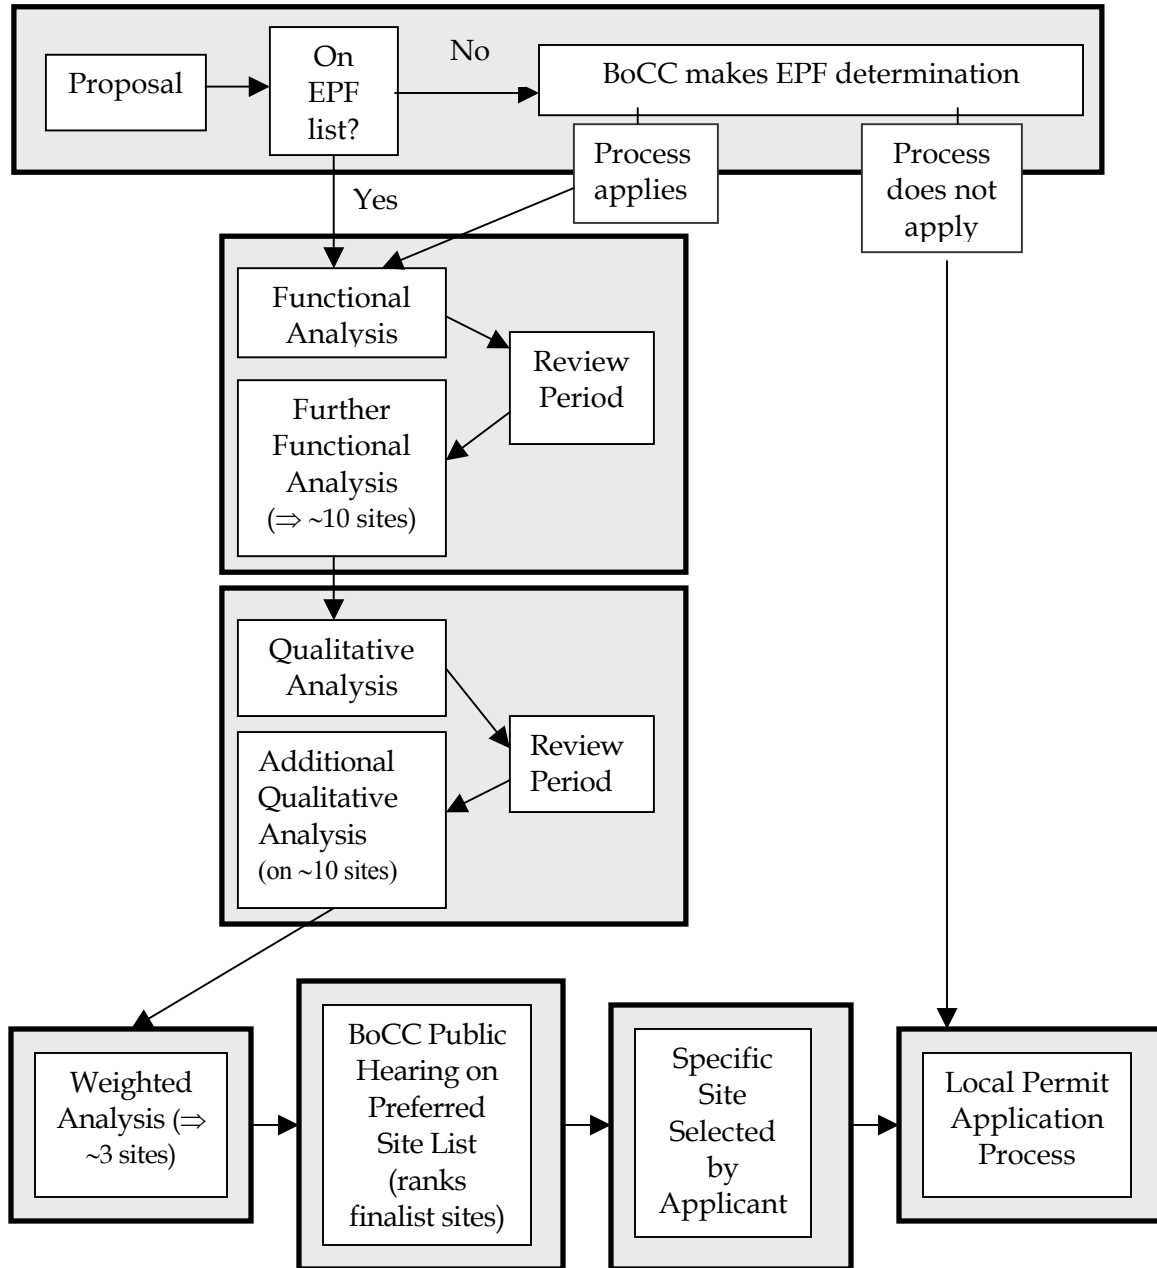 Proposal
On
EPF
list?
No
BoCC makes EPF determination
Yes
Process
applies
Process
does not
apply
Functional
Analysis
Review
Period
Further
Functional
Analysis
(⇒ ~10 sites)
Qualitative
Analysis
Review
Period
Additional
Qualitative
Analysis
(on ~10 sites)
Weighted
Analysis (⇒
~3 sites)
BoCC Public
Hearing on
Preferred
Site List
(ranks
finalist sites)
Specific
Site
Selected
by
Applicant
Local Permit
Application
Process